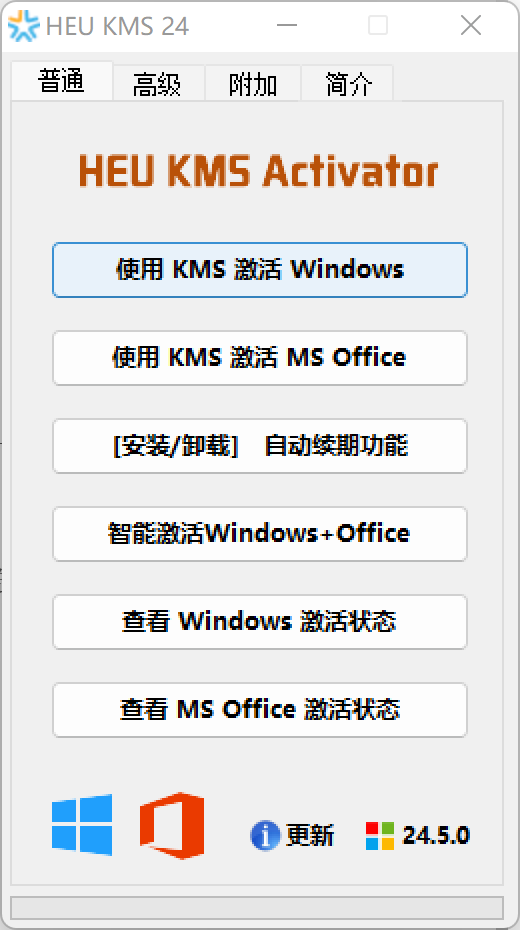 HEU KMS 24
普通 高级 附加 简介
HEU KMS Activator
使用 KMS 激活 Windows
使用 KMS 激活 MS Office
[安装/卸载] 自动续期功能
智能激活Windows+Office
查看 Windows 激活状态
查看 MS Office 激活状态
更新 24.5.0